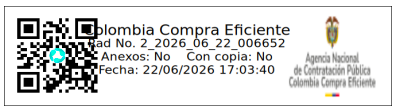 Colombia Compra Eficiente
Rad No. 2_2026_06_22_006652
Anexos: No Con copia: No
Fecha: 22/06/2026 17:03:40
Agencia Nacional
de Contratación Pública
Colombia Compra Eficiente